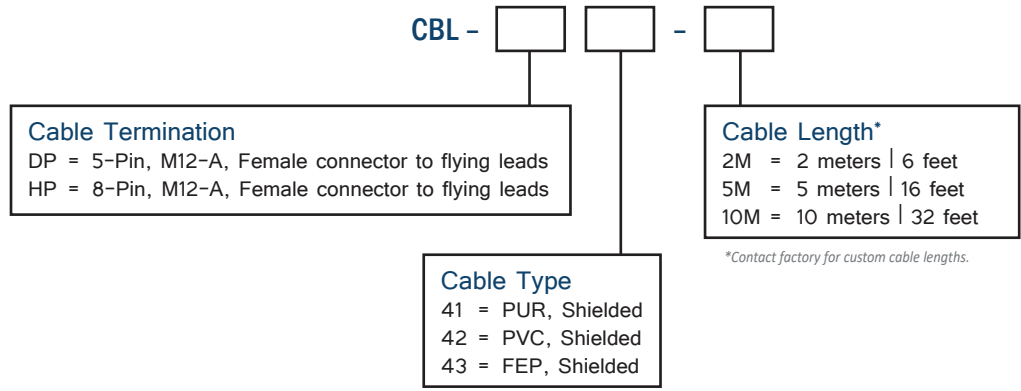 CBL – –
Cable Termination
DP = 5-Pin, M12-A, Female connector to flying leads
HP = 8-Pin, M12-A, Female connector to flying leads
Cable Length*
2M = 2 meters | 6 feet
5M = 5 meters | 16 feet
10M = 10 meters | 32 feet
*Contact factory for custom cable lengths.
Cable Type
41 = PUR, Shielded
42 = PVC, Shielded
43 = FEP, Shielded